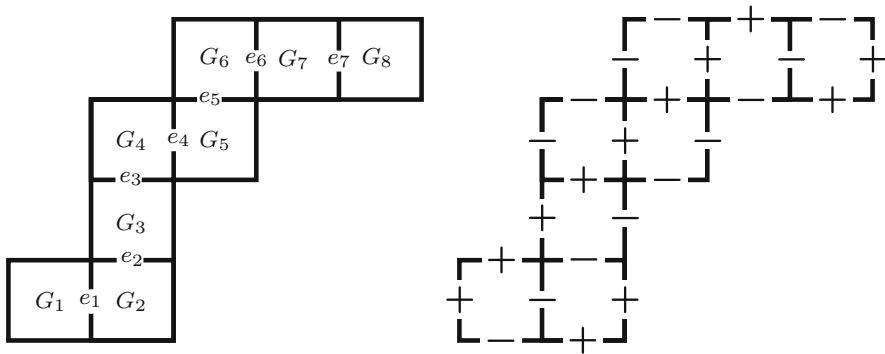 − + −
G₆ e₆ G₇ e₇ G₈ − + − +
e₅ − + − +
G₄ e₄ G₅ − + −
e₃ + −
G₃ + −
e₂ + −
G₁ e₁ G₂ + − +
− +